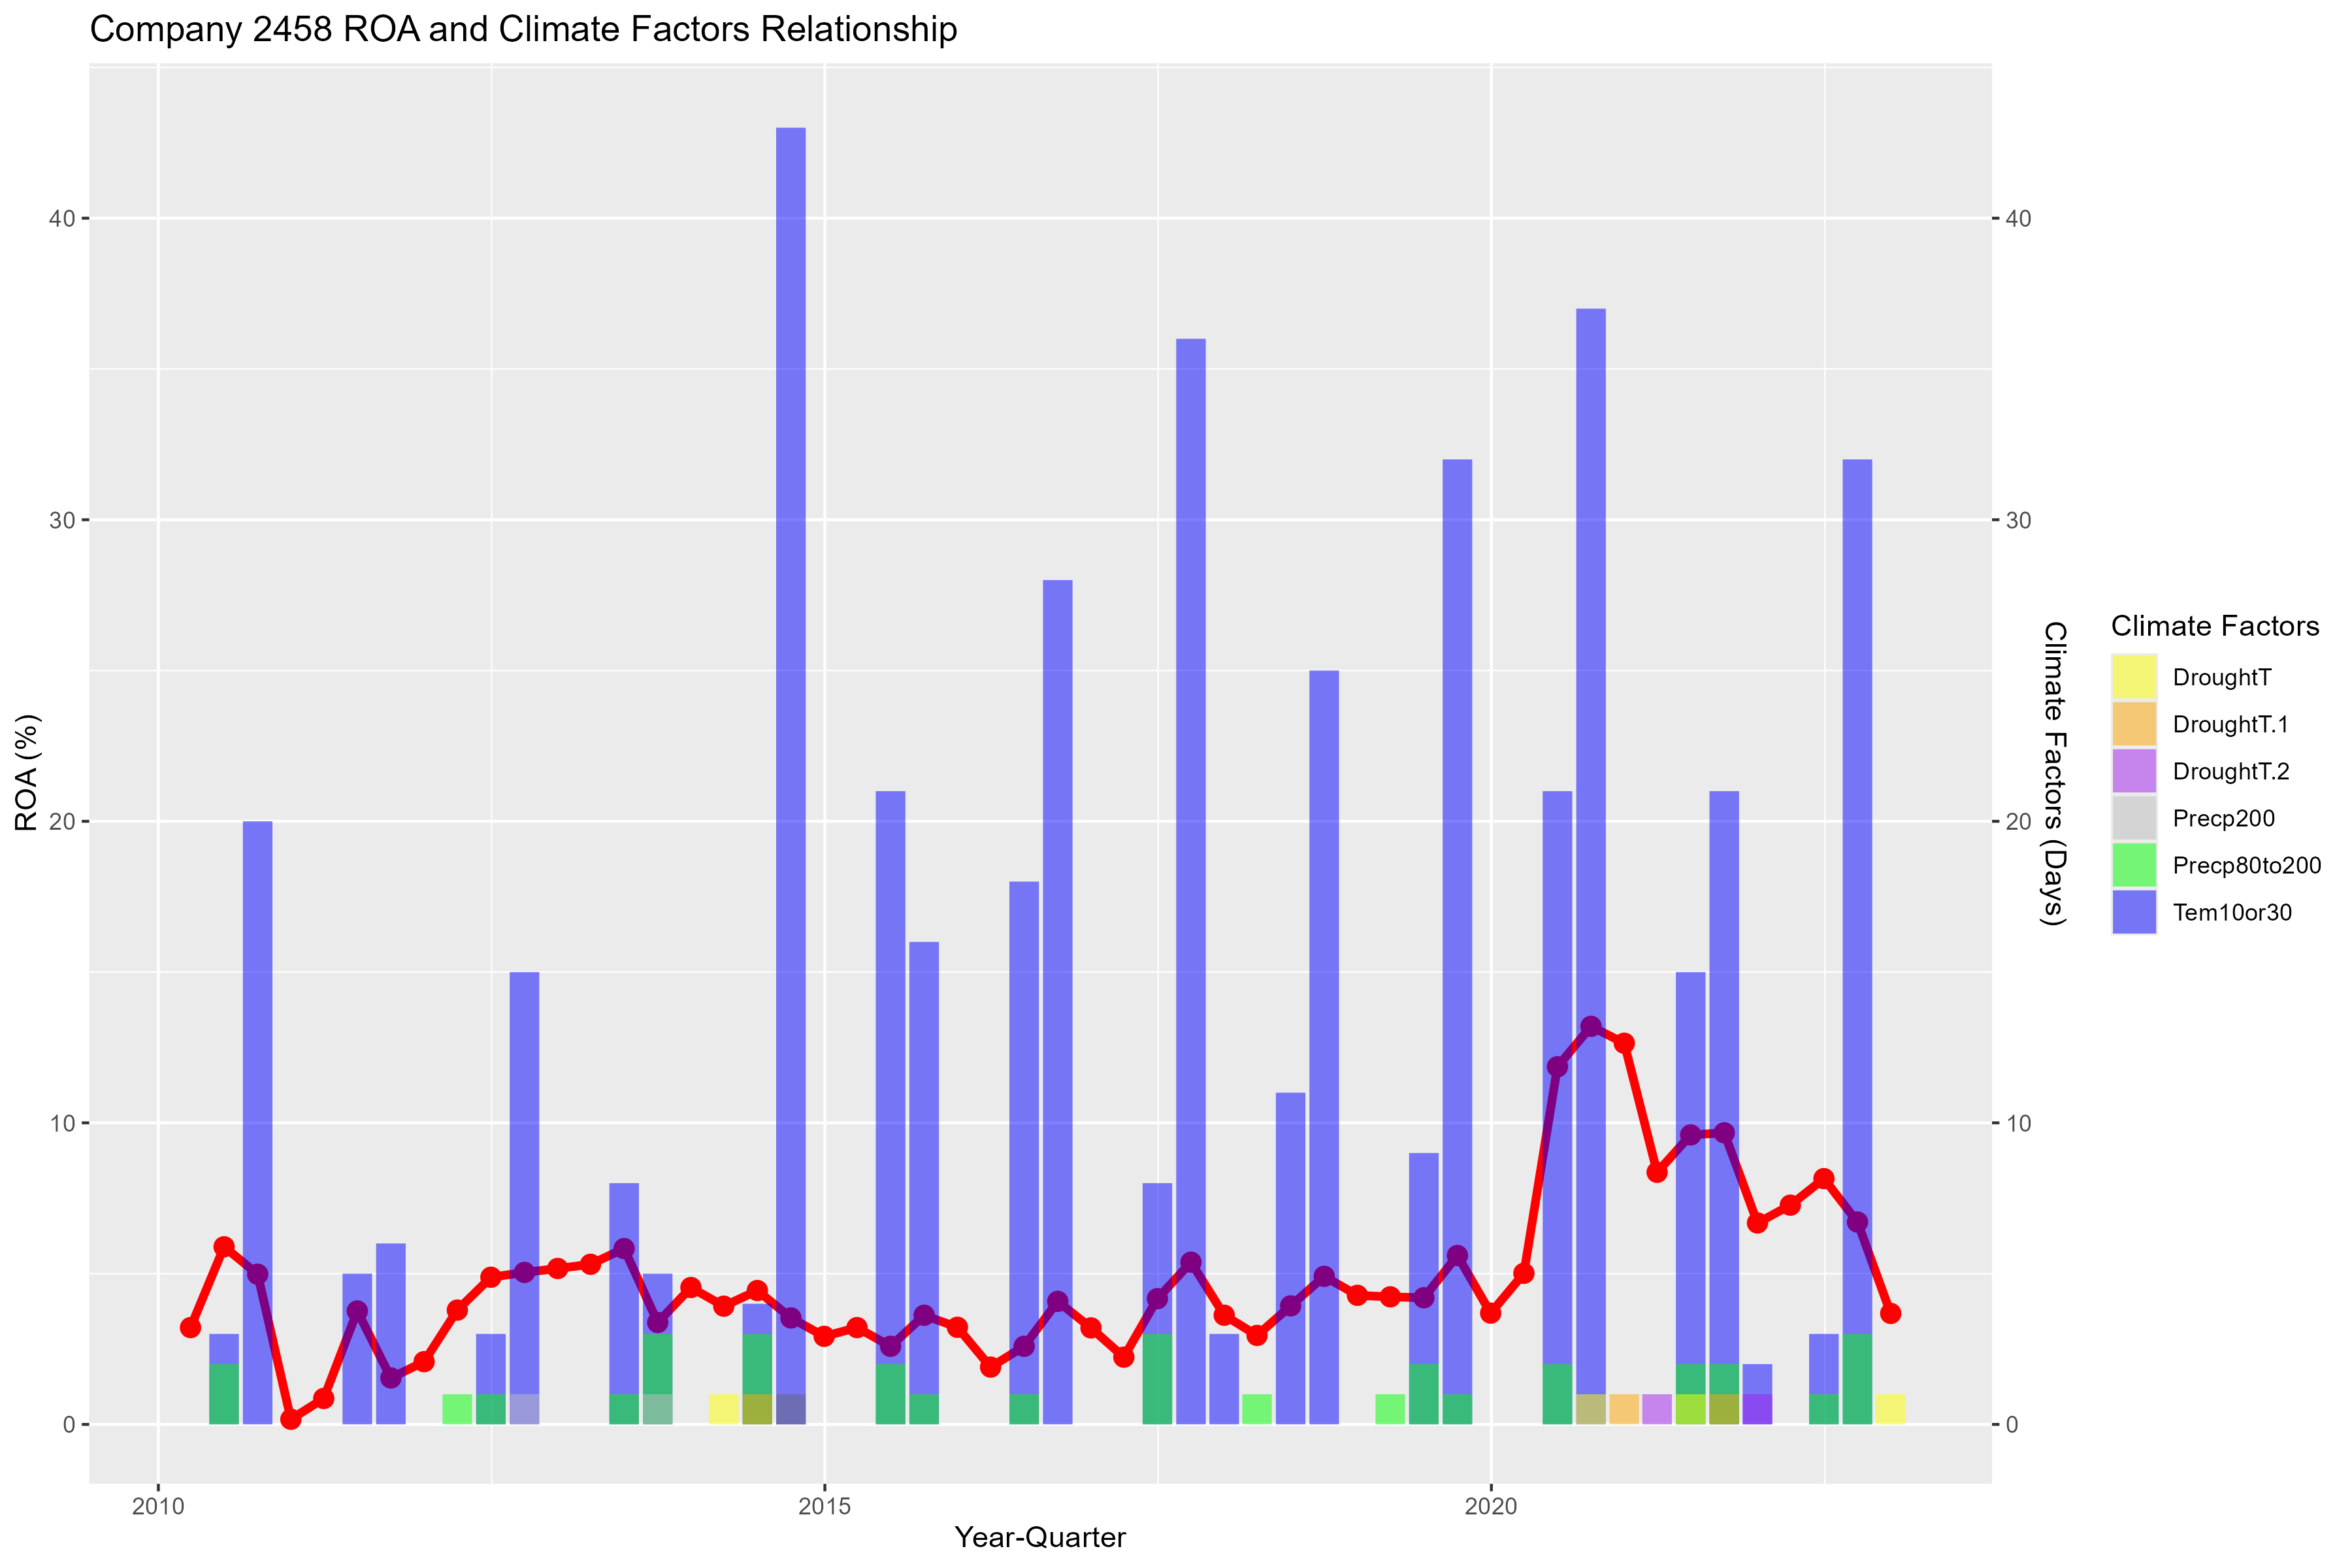 Company 2458 ROA and Climate Factors Relationship
40
30
20
10
0
ROA (%)
40
30
20
10
0
Climate Factors (Days)
2010
2015
2020
Year-Quarter
Climate Factors
DroughtT
DroughtT.1
DroughtT.2
Precp200
Precp80to200
Tem10or30